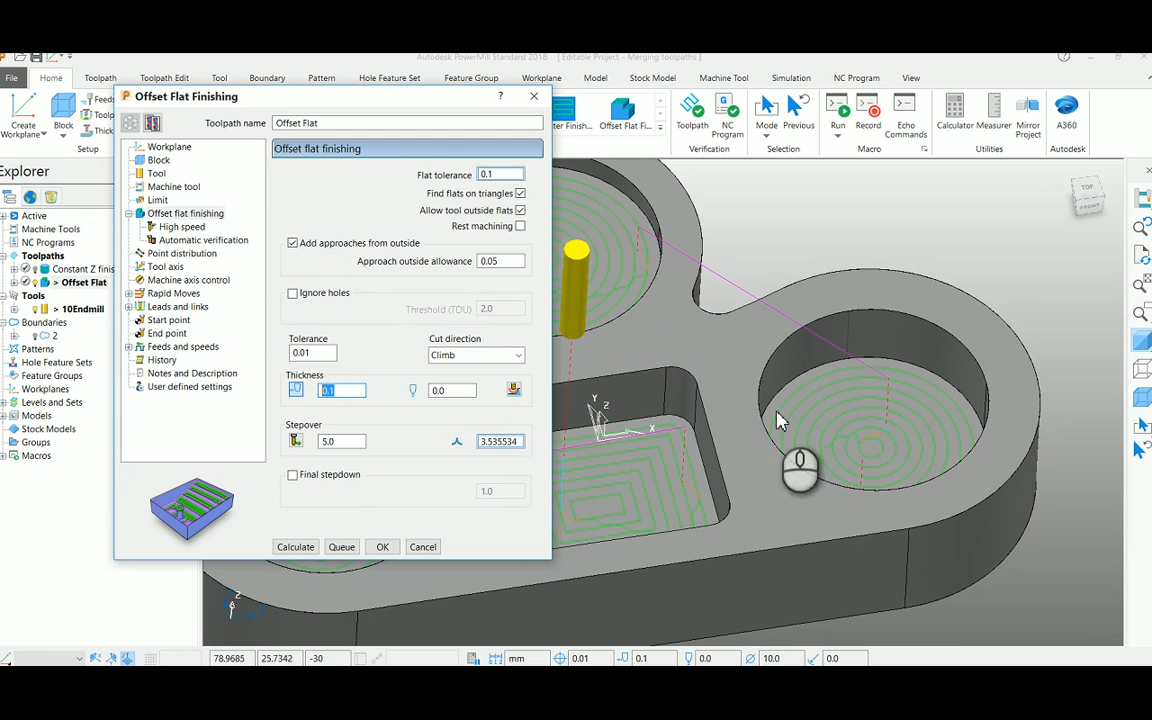 Autodesk PowerMill Standard 2018 [ Editable Project - Merging toolpaths ]
File Home Toolpath Toolpath Edit Tool Boundary Pattern Hole Feature Set Feature Group Workplane Model Stock Model Machine Tool Simulation NC Program View
Create Workplane
Block
Setup
Offset Flat Fi...
Toolpath
NC Program
Verification
Mode
Previous
Selection
Run
Record
Echo Commands
Macro
Calculator
Measurer
Mirror Project
Utilities
A360
Autodesk
Explorer
Active
Machine Tools
NC Programs
Toolpaths
Constant Z finis
> Offset Flat
Tools
> 10Endmill
Boundaries
2
Patterns
Hole Feature Sets
Feature Groups
Workplanes
Levels and Sets
Models
Stock Models
Groups
Macros
Offset Flat Finishing
?
Toolpath name Offset Flat
Workplane
Block
Tool
Machine tool
Limit
Offset flat finishing
High speed
Automatic verification
Point distribution
Tool axis
Machine axis control
Rapid Moves
Leads and links
Start point
End point
Feeds and speeds
History
Notes and Description
User defined settings
Offset flat finishing
Flat tolerance 0.1
Find flats on triangles
Allow tool outside flats
Rest machining
Add approaches from outside
Approach outside allowance 0.05
Ignore holes
Threshold (TDU) 2.0
Tolerance
0.01
Cut direction
Climb
Thickness
0.1
0.0
Stepover
5.0
3.535534
Final stepdown
1.0
Calculate Queue OK Cancel
TOP
FRONT
Y
Z
X
Z
78.9685 25.7342 -30 mm 0.01 0.1 0.0 10.0 0.0